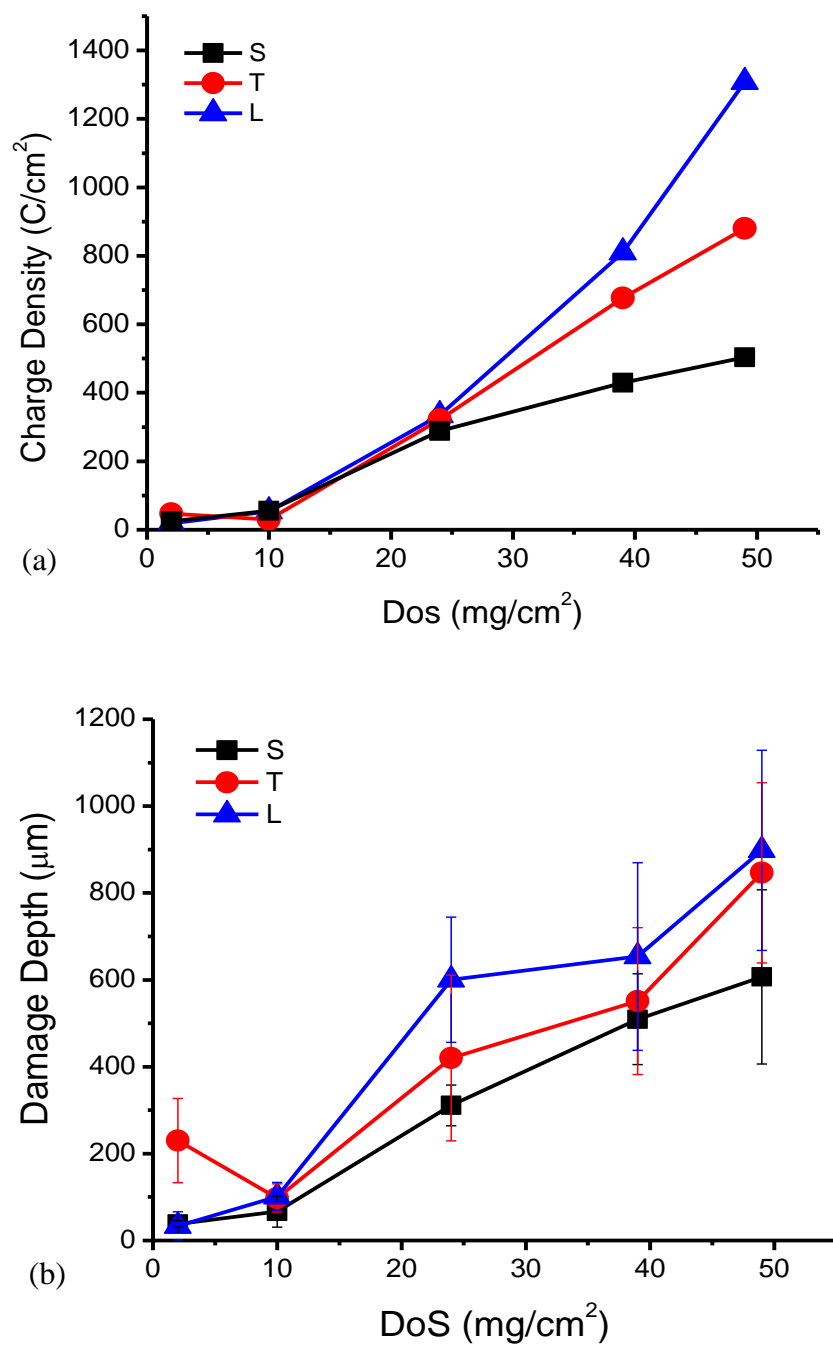 1400
1200
1000
800
600
400
200
0
Charge Density (C/cm²)
S
T
L
0 10 20 30 40 50
Dos (mg/cm²)
(a)
1200
1000
800
600
400
200
0
Damage Depth (μm)
S
T
L
0 10 20 30 40 50
DoS (mg/cm²)
(b)